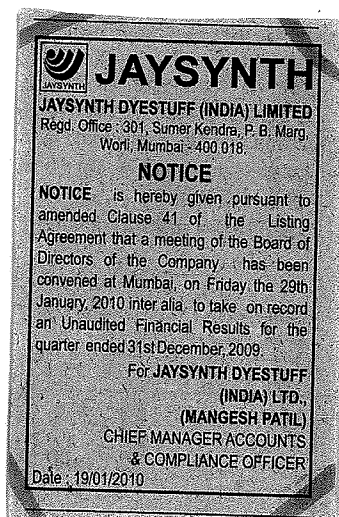 JAYSYNTH
JAYSYNTH
JAYSYNTH DYESTUFF (INDIA) LIMITED
Regd. Office : 301, Sumer Kendra, P. B. Marg,
Worli, Mumbai - 400 018.
NOTICE
NOTICE is hereby given pursuant to
amended Clause 41 of the Listing
Agreement that a meeting of the Board of
Directors of the Company has been
convened at Mumbai, on Friday the 29th
January, 2010 inter alia to take on record
an Unaudited Financial Results for the
quarter ended 31st December, 2009.
For JAYSYNTH DYESTUFF
(INDIA) LTD.,
(MANGESH PATIL)
CHIEF MANAGER ACCOUNTS
& COMPLIANCE OFFICER
Date : 19/01/2010